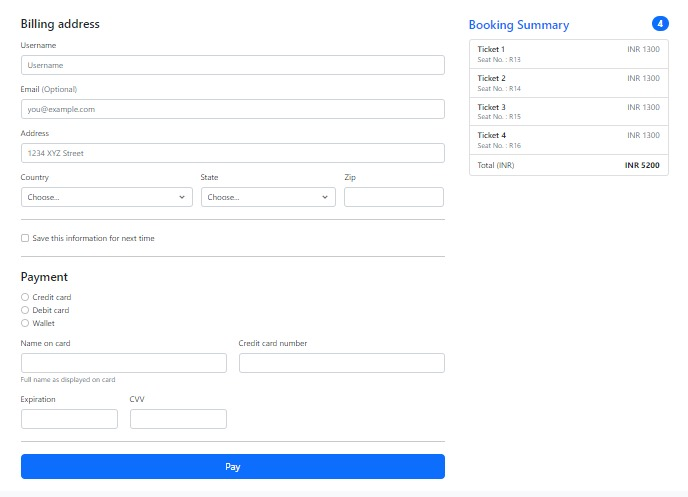 Billing address
Username
Username
Email (Optional)
you@example.com
Address
1234 XYZ Street
Country State Zip
Choose... Choose...
Save this information for next time
Payment
Credit card
Debit card
Wallet
Name on card Credit card number
Full name as displayed on card
Expiration CVV
Pay
Booking Summary 4
Ticket 1 INR 1300
Seat No. : R13
Ticket 2 INR 1300
Seat No. : R14
Ticket 3 INR 1300
Seat No. : R15
Ticket 4 INR 1300
Seat No. : R16
Total (INR) INR 5200